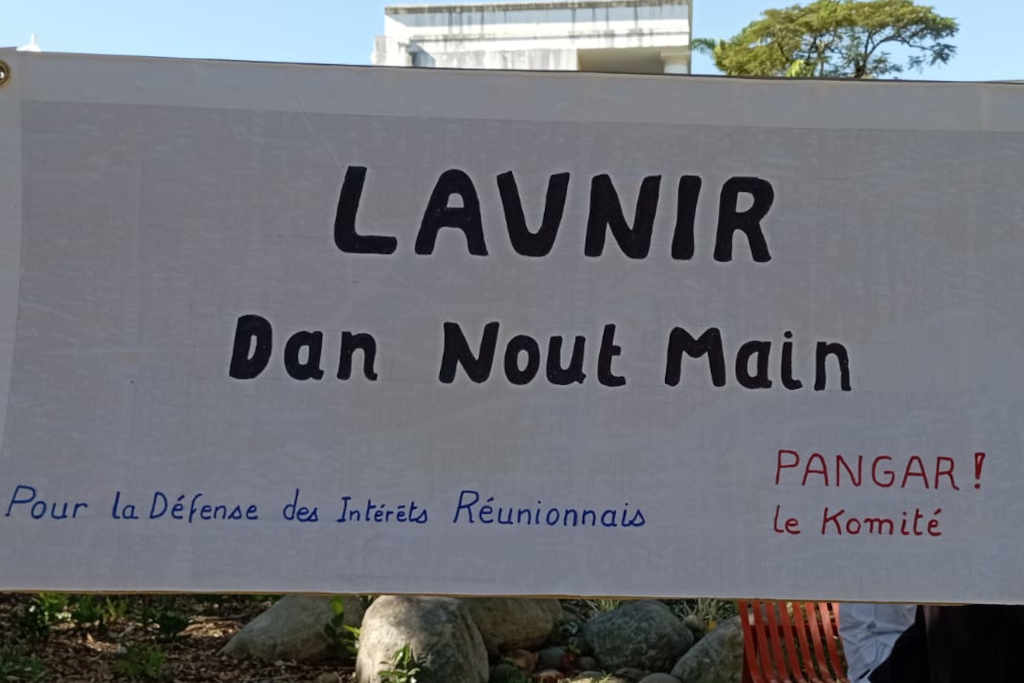 LAVNIR
Dan Nout Main
Pour la Défense des Intérêts Réunionnais
PANGAR !
le Komité